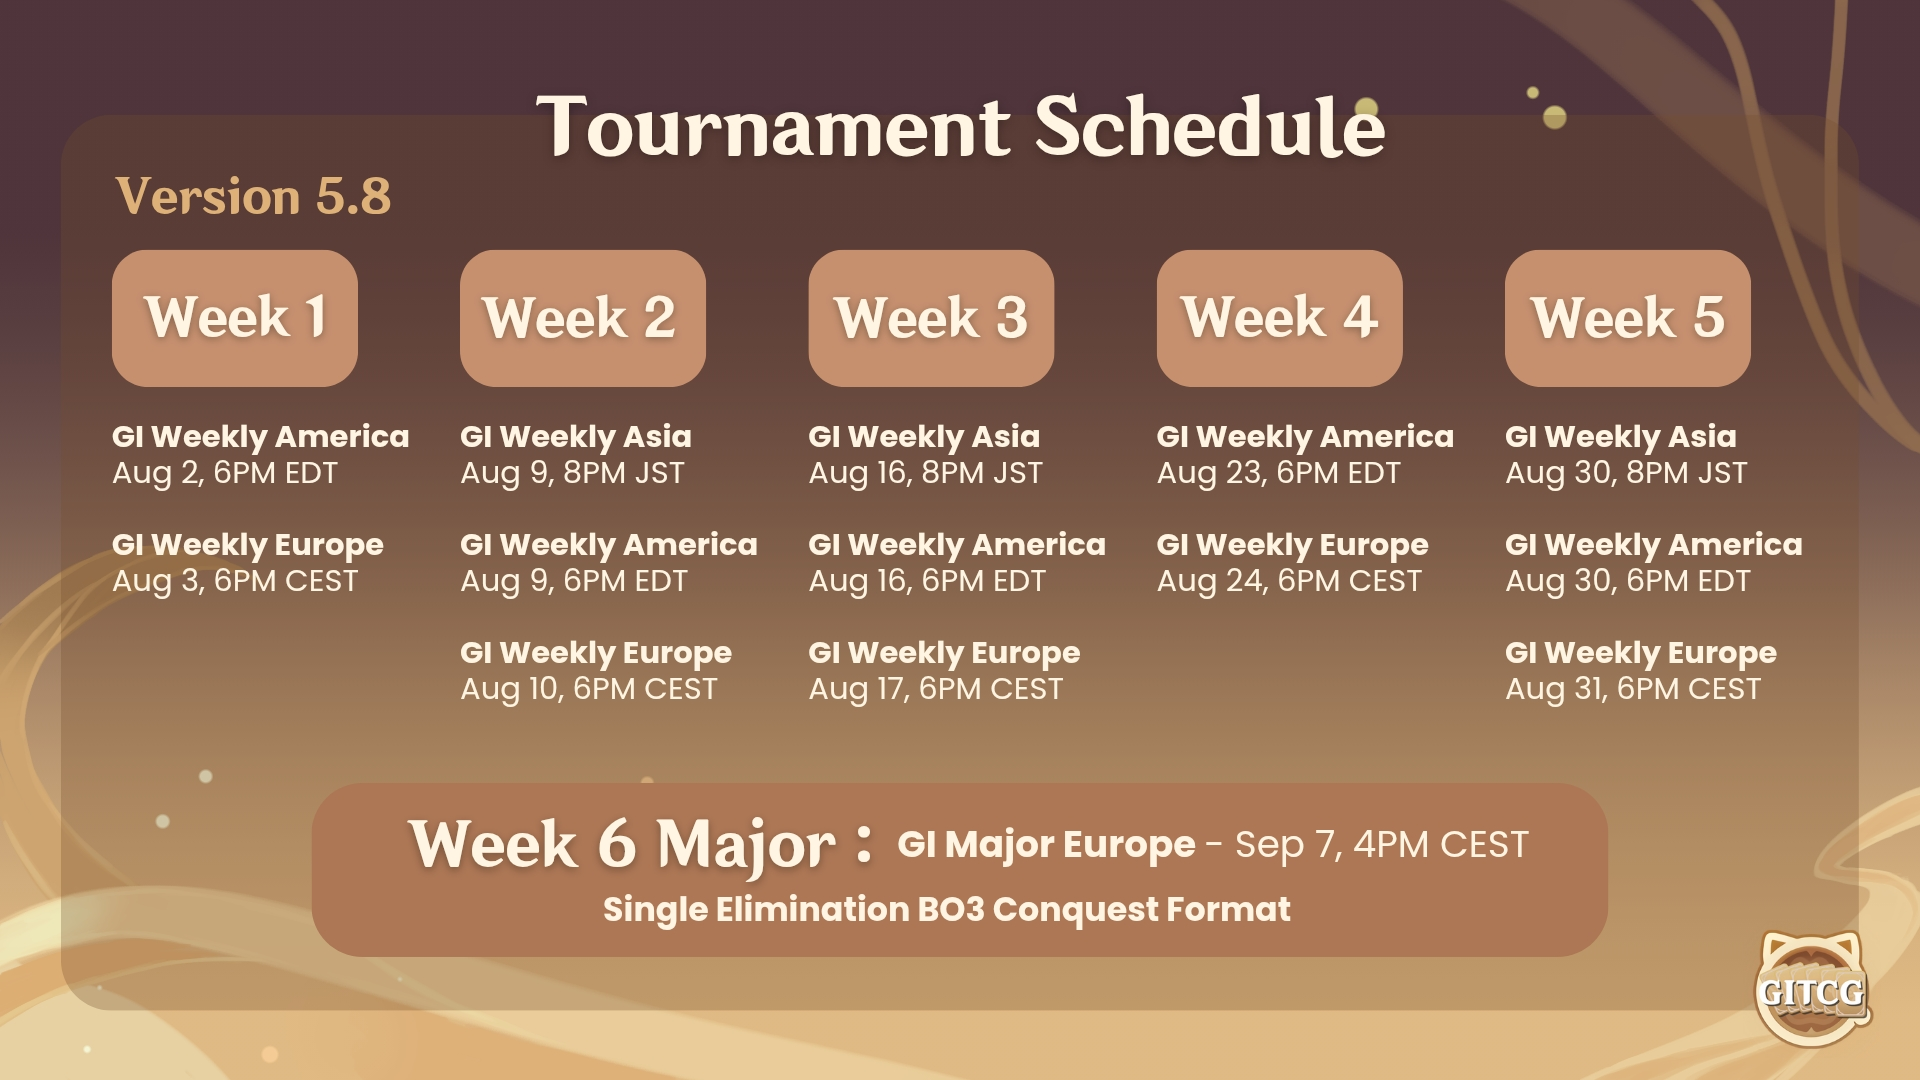 Tournament Schedule
Version 5.8
Week 1
GI Weekly America
Aug 2, 6PM EDT
GI Weekly Europe
Aug 3, 6PM CEST
Week 2
GI Weekly Asia
Aug 9, 8PM JST
GI Weekly America
Aug 9, 6PM EDT
GI Weekly Europe
Aug 10, 6PM CEST
Week 3
GI Weekly Asia
Aug 16, 8PM JST
GI Weekly America
Aug 16, 6PM EDT
GI Weekly Europe
Aug 17, 6PM CEST
Week 4
GI Weekly America
Aug 23, 6PM EDT
GI Weekly Europe
Aug 24, 6PM CEST
Week 5
GI Weekly Asia
Aug 30, 8PM JST
GI Weekly America
Aug 30, 6PM EDT
GI Weekly Europe
Aug 31, 6PM CEST
Week 6 Major : GI Major Europe - Sep 7, 4PM CEST
Single Elimination BO3 Conquest Format
GITCG